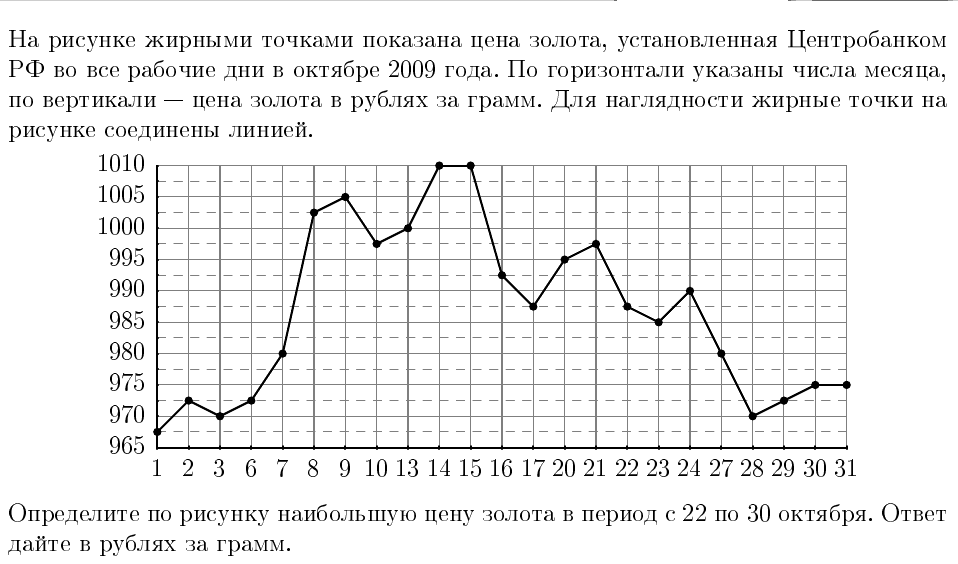 На рисунке жирными точками показана цена золота, установленная Центробанком
РФ во все рабочие дни в октябре 2009 года. По горизонтали указаны числа месяца,
по вертикали — цена золота в рублях за грамм. Для наглядности жирные точки на
рисунке соединены линией.
1010
1005
1000
995
990
985
980
975
970
965
1 2 3 6 7 8 9 10 13 14 15 16 17 20 21 22 23 24 27 28 29 30 31
Определите по рисунку наибольшую цену золота в период с 22 по 30 октября. Ответ
дайте в рублях за грамм.